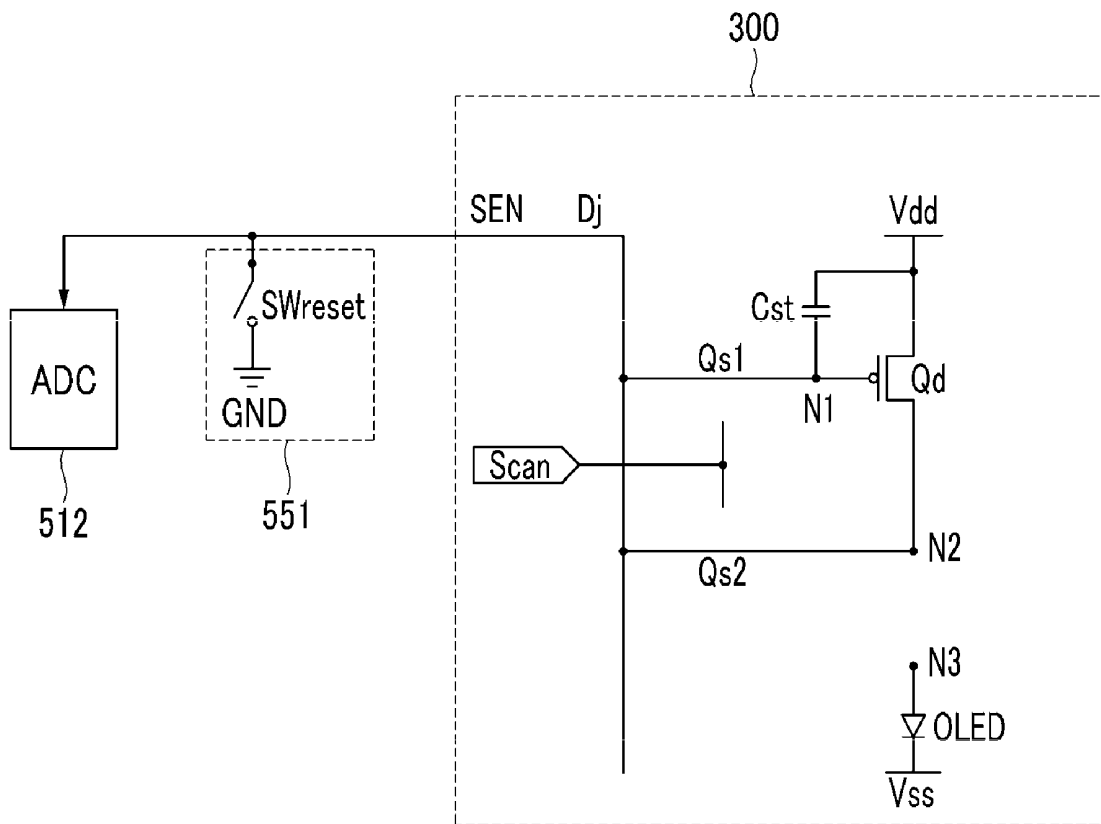 300
SEN Dj
Vdd
SWreset
Cst
ADC
Qs1
Qd
GND
N1
Scan
512
551
Qs2
N2
N3
OLED
Vss